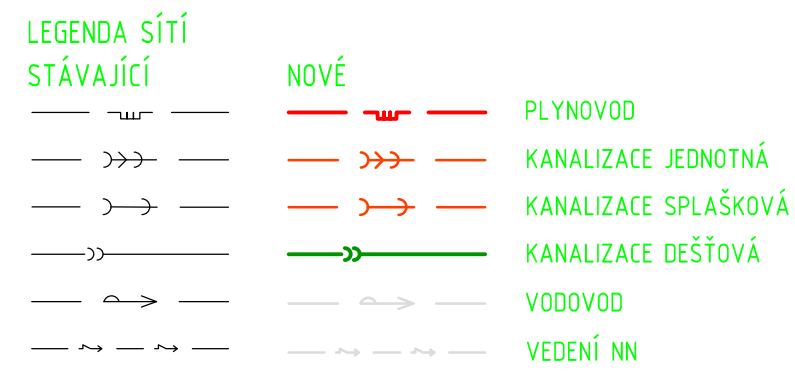 LEGENDA SÍTÍ
STÁVAJÍCÍ NOVÉ
PLYNOVOD
KANALIZACE JEDNOTNÁ
KANALIZACE SPLAŠKOVÁ
KANALIZACE DEŠŤOVÁ
VODOVOD
VEDENÍ NN